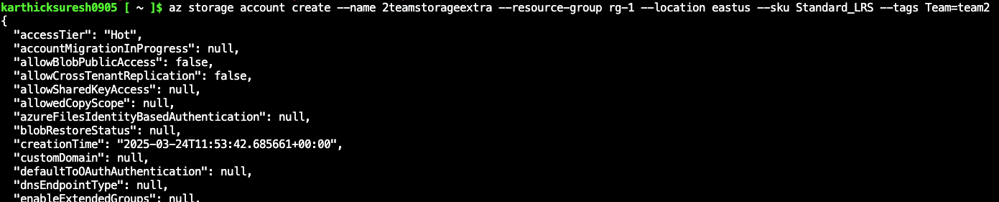 karthicksuresh0905 [ ~ ]$ az storage account create --name 2teamstorageextra --resource-group rg-1 --location eastus --sku Standard_LRS --tags Team=team2
{
  "accessTier": "Hot",
  "accountMigrationInProgress": null,
  "allowBlobPublicAccess": false,
  "allowCrossTenantReplication": false,
  "allowSharedKeyAccess": null,
  "allowedCopyScope": null,
  "azureFilesIdentityBasedAuthentication": null,
  "blobRestoreStatus": null,
  "creationTime": "2025-03-24T11:53:42.685661+00:00",
  "customDomain": null,
  "defaultToOAuthAuthentication": null,
  "dnsEndpointType": null,
  "enableExtendedGroups": null,